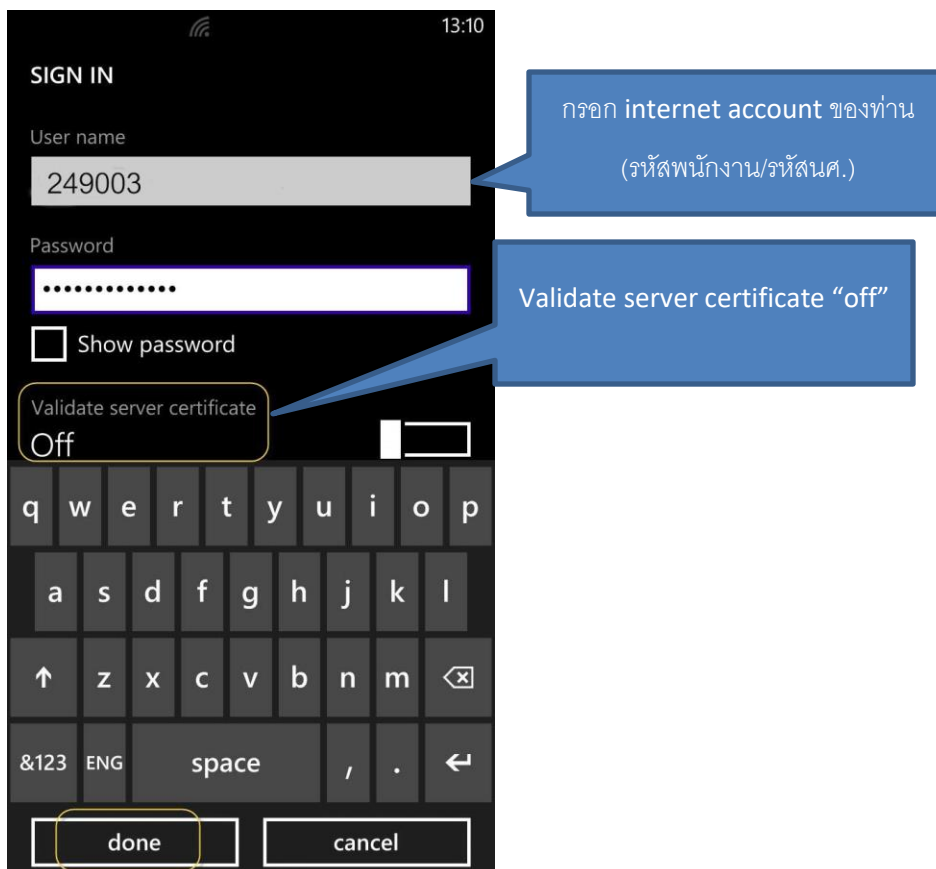 13:10
SIGN IN
User name
249003
กรอก internet account ของท่าน
(รหัสพนักงาน/รหัสนศ.)
Password
•••••••••••••
Show password
Validate server certificate “off”
Validate server certificate
Off
q w e r t y u i o p
a s d f g h j k l
z x c v b n m
&123 ENG space , .
done cancel